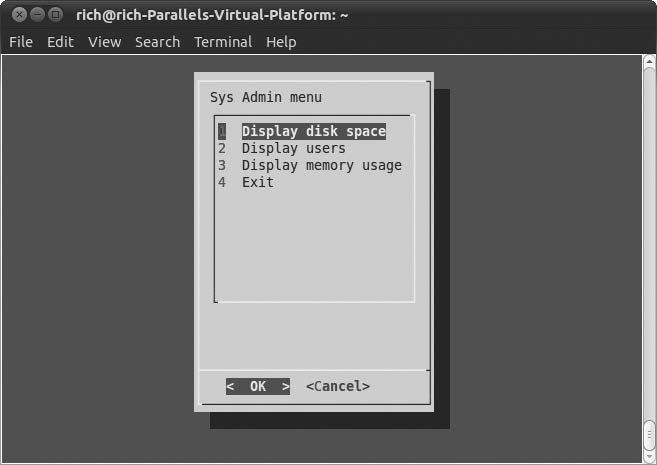 rich@rich-Parallels-Virtual-Platform: ~
File Edit View Search Terminal Help
Sys Admin menu
1 Display disk space
2 Display users
3 Display memory usage
4 Exit
< OK > <Cancel>